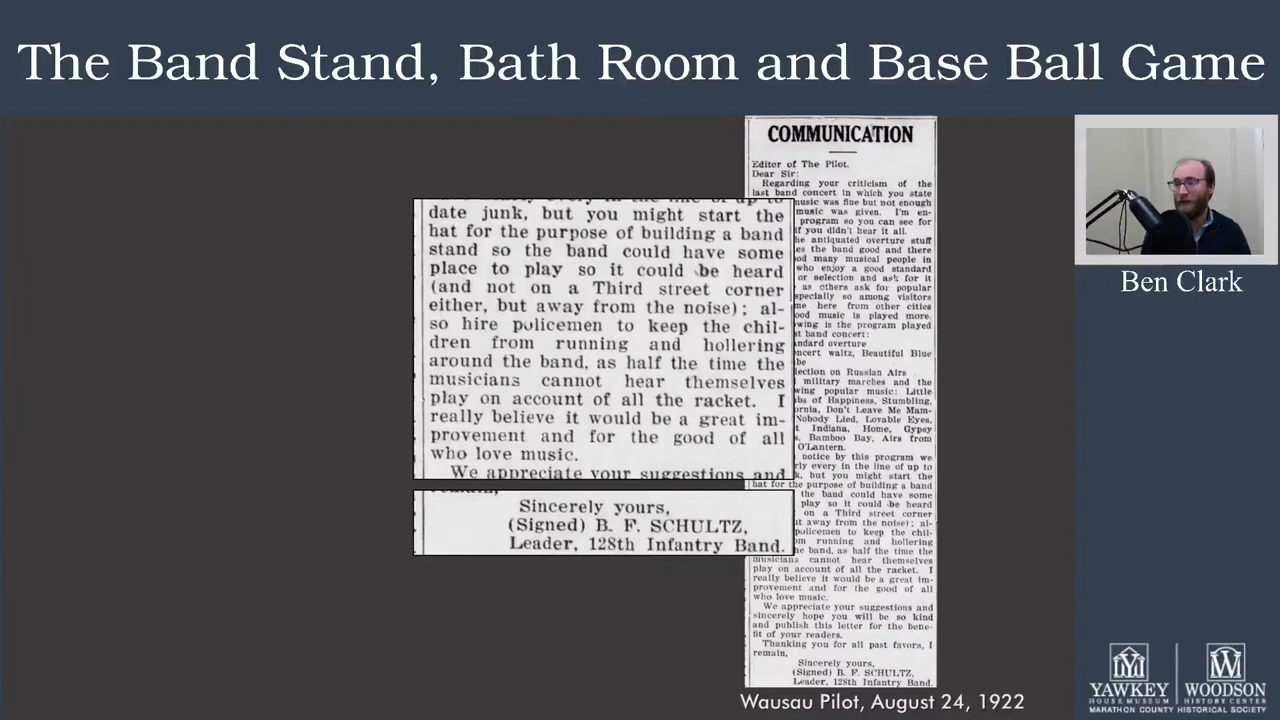 The Band Stand, Bath Room and Base Ball Game
date junk, but you might start the
hat for the purpose of building a band
stand so the band could have some
place to play so it could be heard
(and not on a Third street corner
either, but away from the noise); al-
so hire policemen to keep the chil-
dren from running and hollering
around the band, as half the time the
musicians cannot hear themselves
play on account of all the racket. I
really believe it would be a great im-
provement and for the good of all
who love music.
We appreciate your suggestions and
Sincerely yours,
(Signed) B. F. SCHULTZ,
Leader, 128th Infantry Band.
COMMUNICATION
Editor of The Pilot.
Dear Sir:
Regarding your criticism of the
last band concert in which you state
music was fine but not enough
music was given. I'm en-
program so you can see for
if you didn't hear it all.
antiquated overture stuff
the band good and there
many musical people in
who enjoy a good standard
or selection and ask for it
as others ask for popular
specially so among visitors
here from other cities
music is played more.
is the program played
band concert:
overture
waltz, Beautiful Blue
on Russian Airs
military marches and the
popular music: Little
of Happiness, Stumbling,
Don't Leave Me Mam-
Nobody Lied, Lovable Eyes,
Indiana, Home, Gypsy
Bamboo Bay, Airs from
O'Lantern.
notice by this program we
every in the line of up to
but you might start the
hat for the purpose of building a band
the band could have some
play so it could be heard
on a Third street corner
away from the noise); al-
policemen to keep the chil-
running and hollering
band, as half the time the
musicians cannot hear themselves
play on account of all the racket. I
really believe it would be a great im-
provement and for the good of all
who love music.
We appreciate your suggestions and
sincerely hope you will be so kind
and publish this letter for the bene-
fit of your readers.
Thanking you for all past favors, I
remain,
Sincerely yours,
(Signed) B. F. SCHULTZ,
Leader, 128th Infantry Band.
Wausau Pilot, August 24, 1922
Ben Clark
YAWKEY
HOUSE MUSEUM
WOODSON
HISTORY CENTER
MARATHON COUNTY HISTORICAL SOCIETY